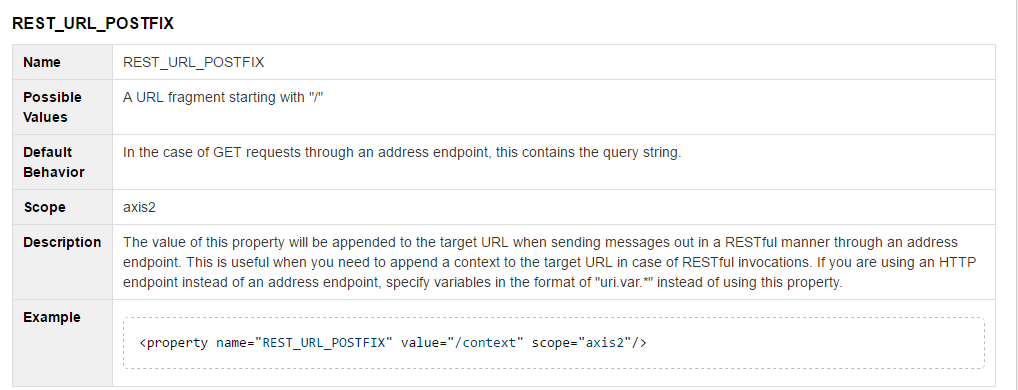 REST_URL_POSTFIX
Name REST_URL_POSTFIX
Possible Values A URL fragment starting with "/"
Default Behavior In the case of GET requests through an address endpoint, this contains the query string.
Scope axis2
Description The value of this property will be appended to the target URL when sending messages out in a RESTful manner through an address
endpoint. This is useful when you need to append a context to the target URL in case of RESTful invocations. If you are using an HTTP
endpoint instead of an address endpoint, specify variables in the format of "uri.var.*" instead of using this property.
Example
<property name="REST_URL_POSTFIX" value="/context" scope="axis2"/>